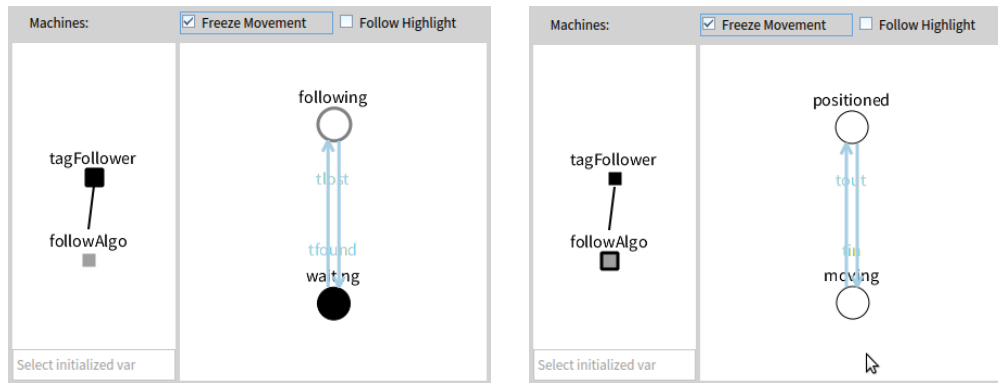 Machines:
Freeze Movement
Follow Highlight
following
tagFollower
tlost
followAlgo
tfound
waiting
Select initialized var
Machines:
Freeze Movement
Follow Highlight
positioned
tagFollower
tout
followAlgo
tin
moving
Select initialized var